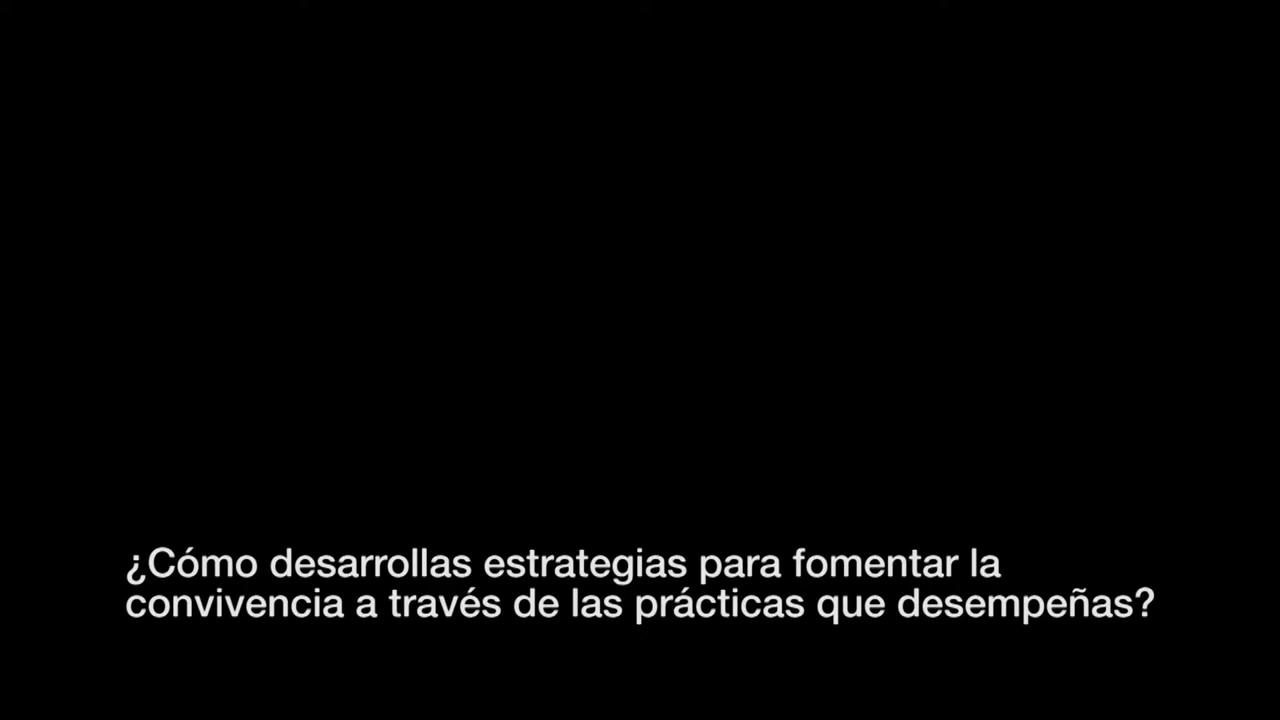 ¿Cómo desarrollas estrategias para fomentar la
convivencia a través de las prácticas que desempeñas?